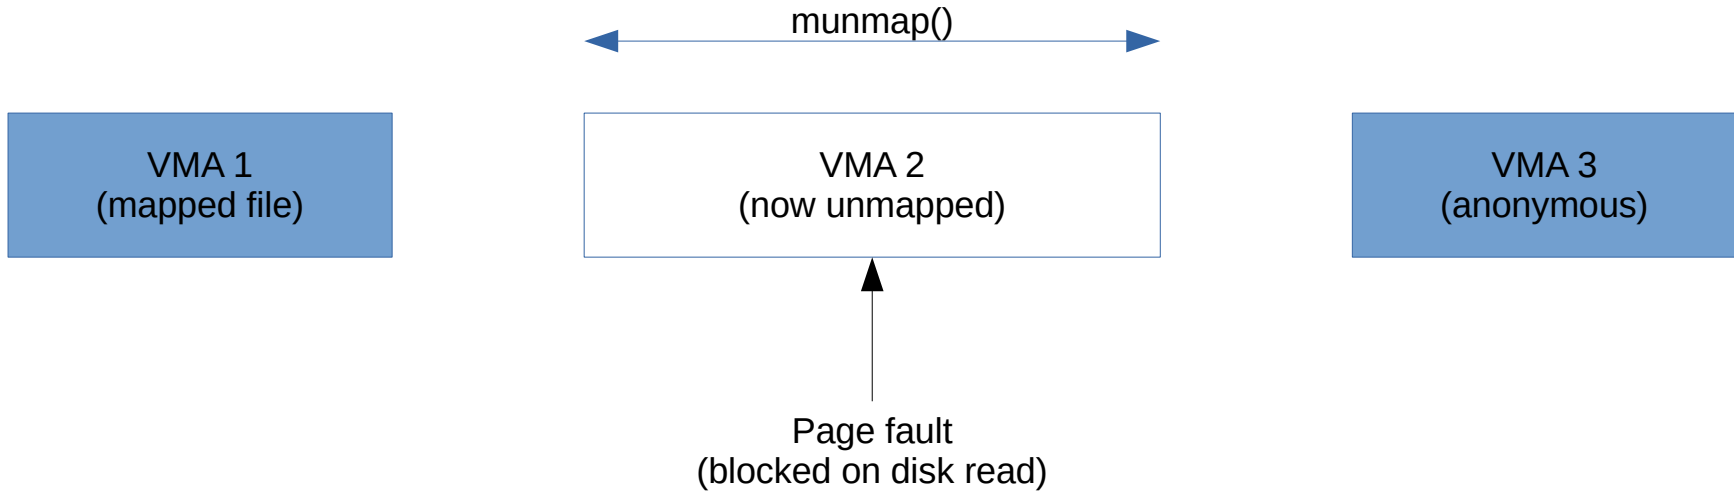 munmap()
VMA 1
(mapped file)
VMA 2
(now unmapped)
VMA 3
(anonymous)
Page fault
(blocked on disk read)